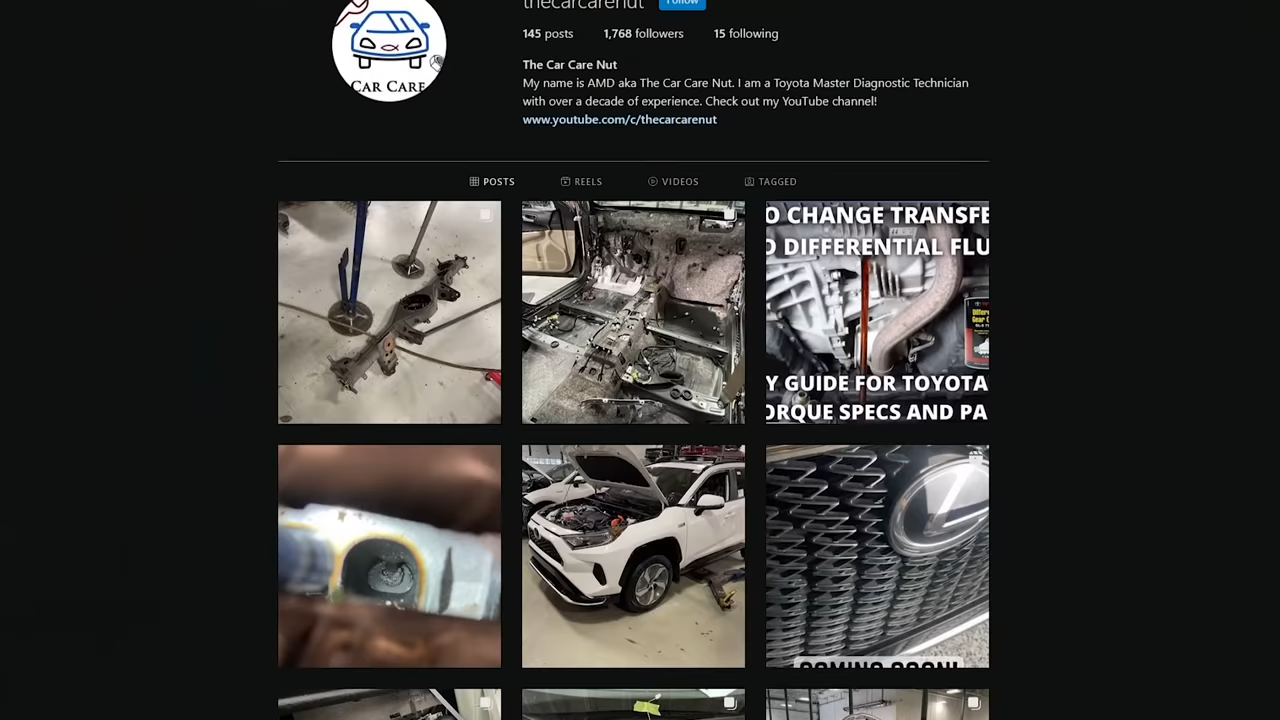 thecarcarenut Follow
145 posts 1,768 followers 15 following
The Car Care Nut
My name is AMD aka The Car Care Nut. I am a Toyota Master Diagnostic Technician
with over a decade of experience. Check out my YouTube channel!
www.youtube.com/c/thecarcarenut
CAR CARE
POSTS REELS VIDEOS TAGGED
O CHANGE TRANSFE
D DIFFERENTIAL FLU
Y GUIDE FOR TOYOTA
ORQUE SPECS AND PA
COMING SOON!